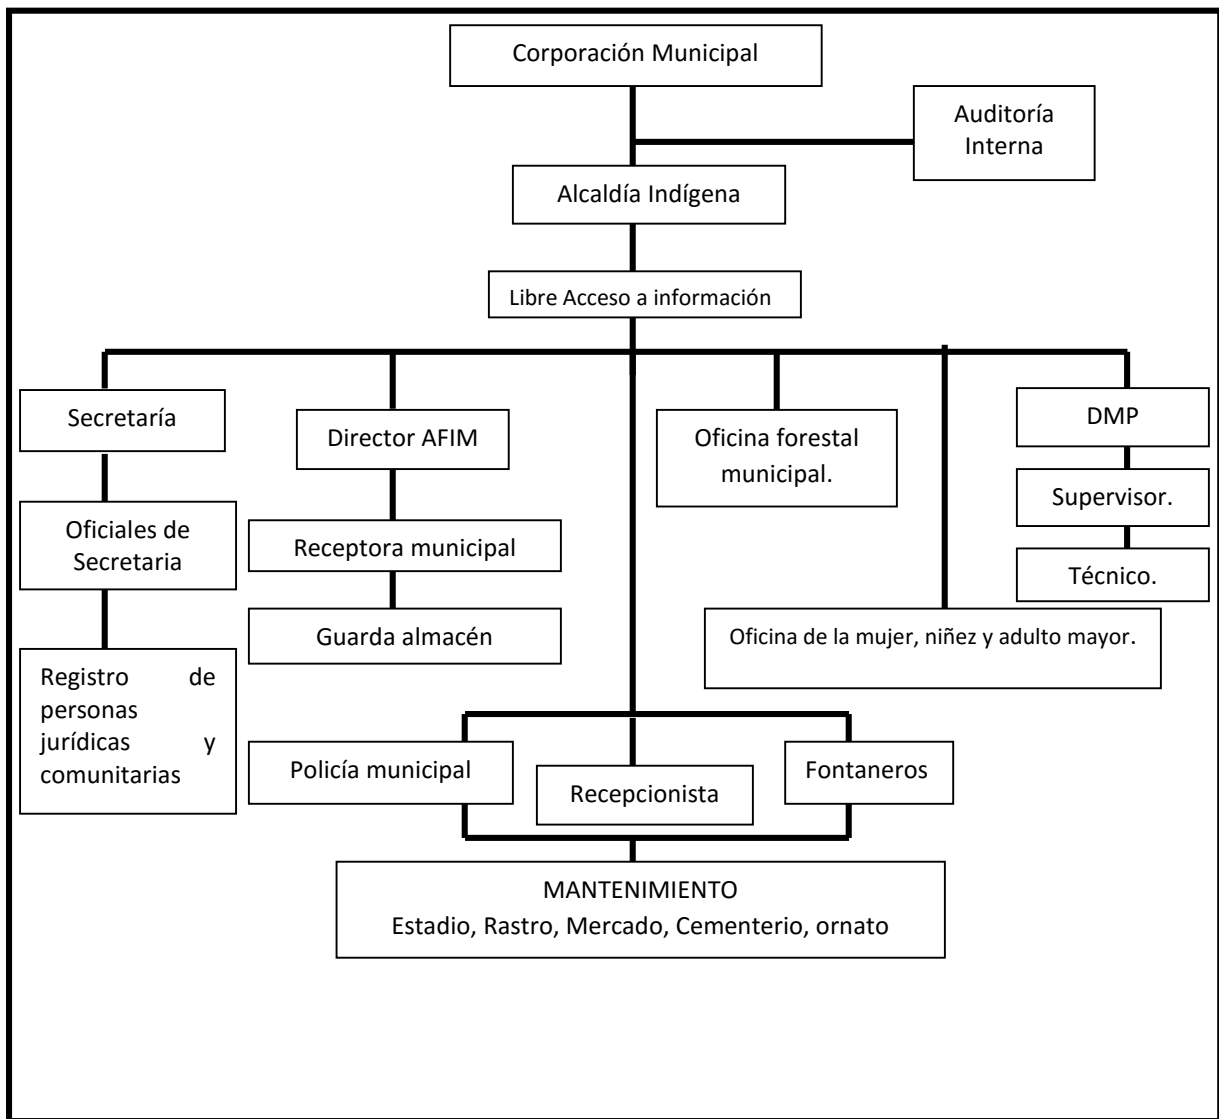 Corporación Municipal
Auditoría
Interna
Alcaldía Indígena
Libre Acceso a información
Secretaría
Director AFIM
Oficina forestal
municipal.
DMP
Supervisor.
Técnico.
Oficiales de
Secretaria
Receptora municipal
Guarda almacén
Oficina de la mujer, niñez y adulto mayor.
Registro de
personas
jurídicas y
comunitarias
Policía municipal
Recepcionista
Fontaneros
MANTENIMIENTO
Estadio, Rastro, Mercado, Cementerio, ornato